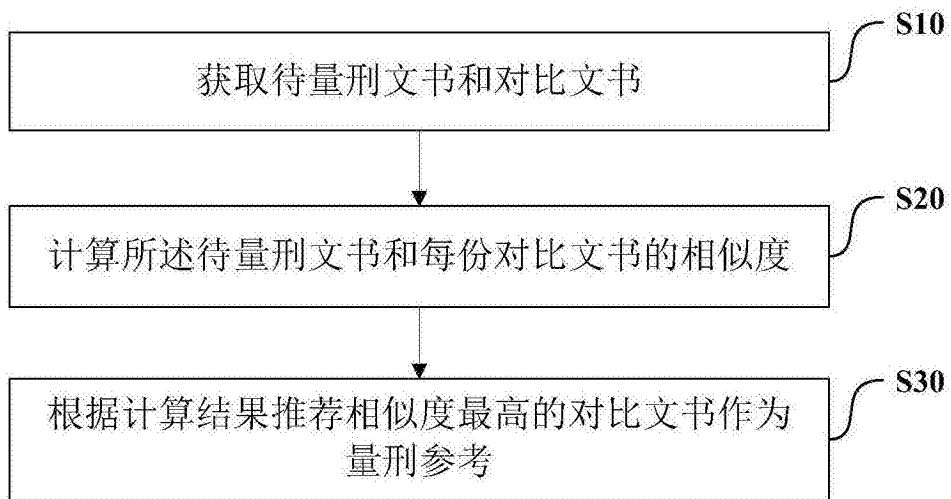 S10
获取待量刑文书和对比文书
S20
计算所述待量刑文书和每份对比文书的相似度
S30
根据计算结果推荐相似度最高的对比文书作为
量刑参考